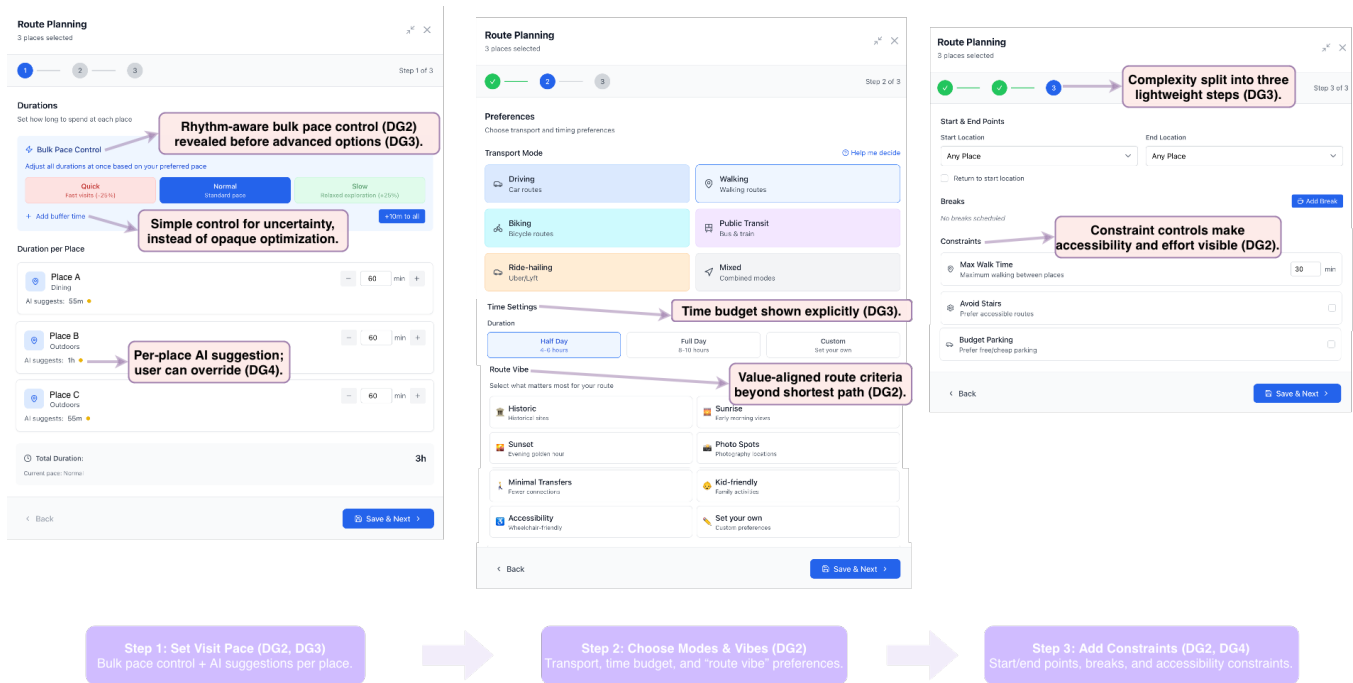 Route Planning
3 places selected
1
2
3
Step 1 of 3
Durations
Set how long to spend at each place
Rhythm-aware bulk pace control (DG2)
revealed before advanced options (DG3).
Bulk Pace Control
Adjust all durations at once based on your preferred pace
Quick
Fast visits (-25%)
Normal
Standard pace
Slow
Relaxed exploration (+25%)
+ Add buffer time
+10m to all
Simple control for uncertainty,
instead of opaque optimization.
Duration per Place
Place A
Dining
− 60 min +
AI suggests: 55m
Place B
Outdoors
− 60 min +
AI suggests: 1h
Per-place AI suggestion;
user can override (DG4).
Place C
Outdoors
− 60 min +
AI suggests: 55m
Total Duration:
3h
Current pace: Normal
Back
Save & Next
Route Planning
3 places selected
2
3
Step 2 of 3
Preferences
Choose transport and timing preferences
Transport Mode
Help me decide
Driving
Car routes
Walking
Walking routes
Biking
Bicycle routes
Public Transit
Bus & train
Ride-hailing
Uber/Lyft
Mixed
Combined modes
Time Settings
Time budget shown explicitly (DG3).
Duration
Half Day
4-6 hours
Full Day
8-10 hours
Custom
Set your own
Route Vibe
Select what matters most for your route
Value-aligned route criteria
beyond shortest path (DG2).
Historic
Historical sites
Sunrise
Early morning views
Sunset
Evening golden hour
Photo Spots
Photography locations
Minimal Transfers
Fewer connections
Kid-friendly
Family activities
Accessibility
Wheelchair-friendly
Set your own
Custom preferences
Back
Save & Next
Route Planning
3 places selected
3
Step 3 of 3
Complexity split into three
lightweight steps (DG3).
Start & End Points
Start Location
End Location
Any Place
Any Place
Return to start location
Breaks
Add Break
No breaks scheduled
Constraint controls make
accessibility and effort visible (DG2).
Constraints
Max Walk Time
Maximum walking between places
30 min
Avoid Stairs
Prefer accessible routes
Budget Parking
Prefer free/cheap parking
Back
Save & Next
Step 1: Set Visit Pace (DG2, DG3)
Bulk pace control + AI suggestions per place.
Step 2: Choose Modes & Vibes (DG2)
Transport, time budget, and “route vibe” preferences.
Step 3: Add Constraints (DG2, DG4)
Start/end points, breaks, and accessibility constraints.